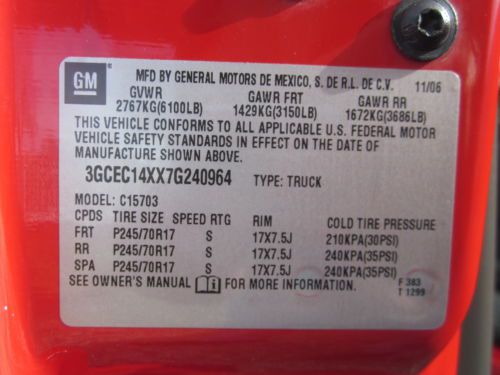 GM
MFD BY GENERAL MOTORS DE MEXICO, S. DE R.L. DE C.V. 11/06
GVWR GAWR FRT GAWR RR
2767KG(6100LB) 1429KG(3150LB) 1672KG(3686LB)
THIS VEHICLE CONFORMS TO ALL APPLICABLE U.S. FEDERAL MOTOR
VEHICLE SAFETY STANDARDS IN EFFECT ON THE DATE OF
MANUFACTURE SHOWN ABOVE.
3GCEC14XX7G240964 TYPE: TRUCK
MODEL: C15703
CPDS TIRE SIZE SPEED RTG RIM COLD TIRE PRESSURE
FRT P245/70R17 S 17X7.5J 210KPA(30PSI)
RR P245/70R17 S 17X7.5J 240KPA(35PSI)
SPA P245/70R17 S 17X7.5J 240KPA(35PSI)
SEE OWNER'S MANUAL FOR MORE INFORMATION.
F 383
T 1299